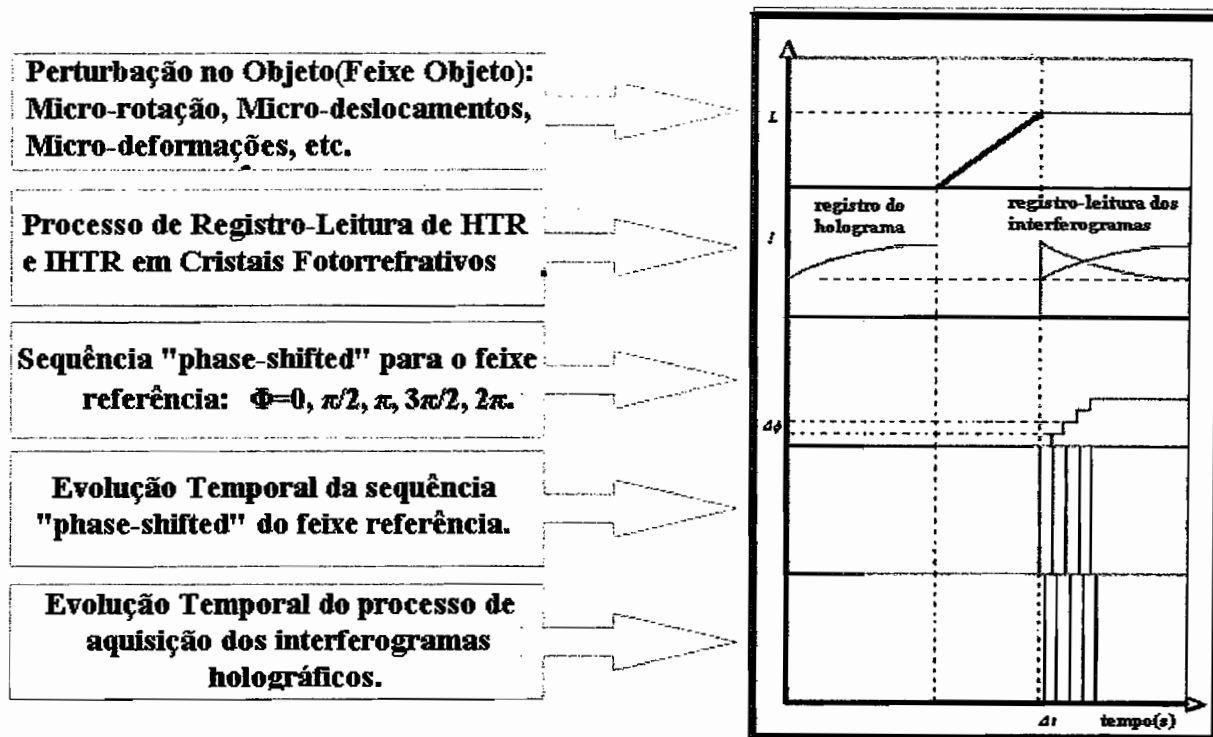 Perturbação no Objeto(Feixe Objeto):
Micro-rotação, Micro-deslocamentos,
Micro-deformações, etc.
Processo de Registro-Leitura de HTR
e IHTR em Cristais Fotorrefrativos
Sequência "phase-shifted" para o feixe
referência: Φ=0, π/2, π, 3π/2, 2π.
Evolução Temporal da sequência
"phase-shifted" do feixe referência.
Evolução Temporal do processo de
aquisição dos interferogramas
holográficos.
L
registro do
holograma
registro-leitura dos
interferogramas
I
Δϕ
Δt tempo(s)